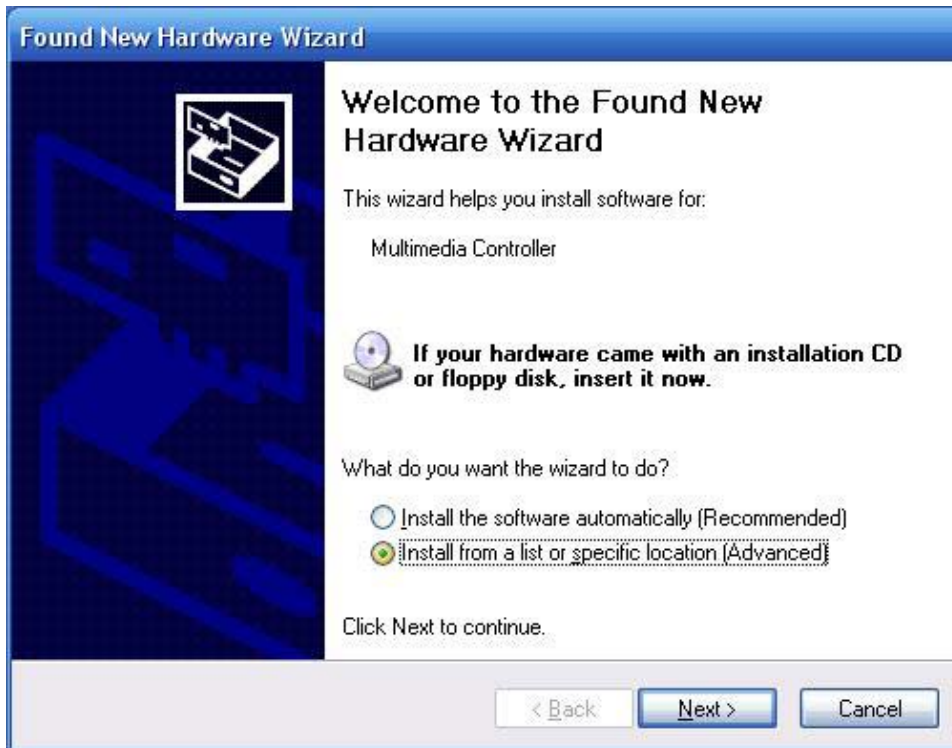 Found New Hardware Wizard
Welcome to the Found New
Hardware Wizard
This wizard helps you install software for:
Multimedia Controller
If your hardware came with an installation CD
or floppy disk, insert it now.
What do you want the wizard to do?
Install the software automatically (Recommended)
Install from a list or specific location (Advanced)
Click Next to continue.
< Back Next > Cancel